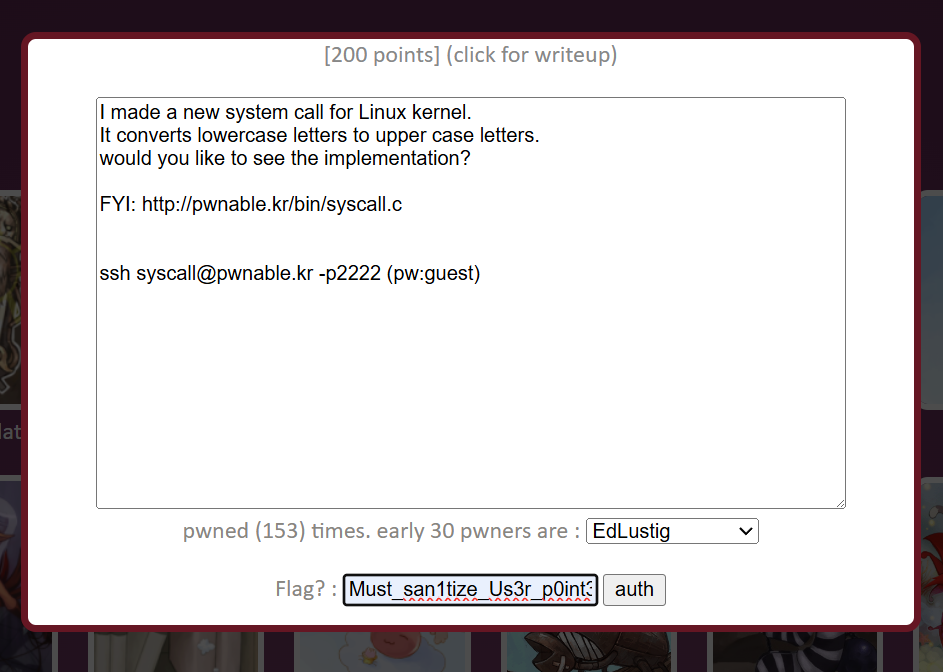 [200 points] (click for writeup)
I made a new system call for Linux kernel.
It converts lowercase letters to upper case letters.
would you like to see the implementation?
FYI: http://pwnable.kr/bin/syscall.c
ssh syscall@pwnable.kr -p2222 (pw:guest)
pwned (153) times. early 30 pwners are : EdLustig
Flag? : Must_san1tize_Us3r_p0int3 auth
lat